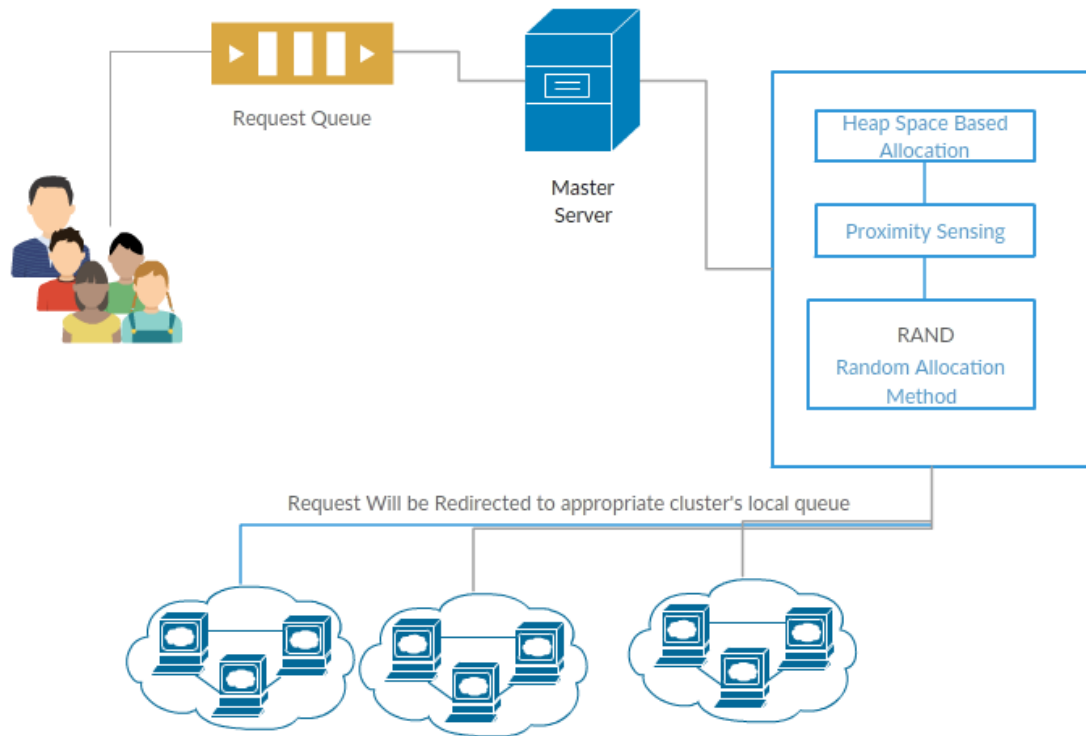 Request Queue
Master
Server
Heap Space Based
Allocation
Proximity Sensing
RAND
Random Allocation
Method
Request Will be Redirected to appropriate cluster's local queue